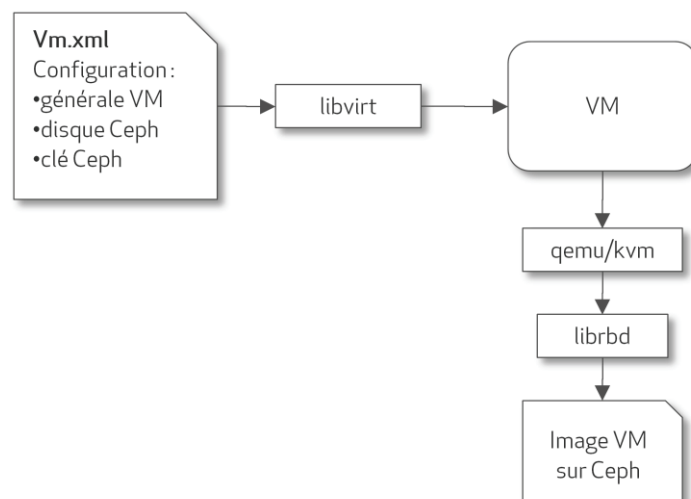 Vm.xml
Configuration :
•générale VM
•disque Ceph
•clé Ceph
libvirt
VM
qemu/kvm
librbd
Image VM
sur Ceph